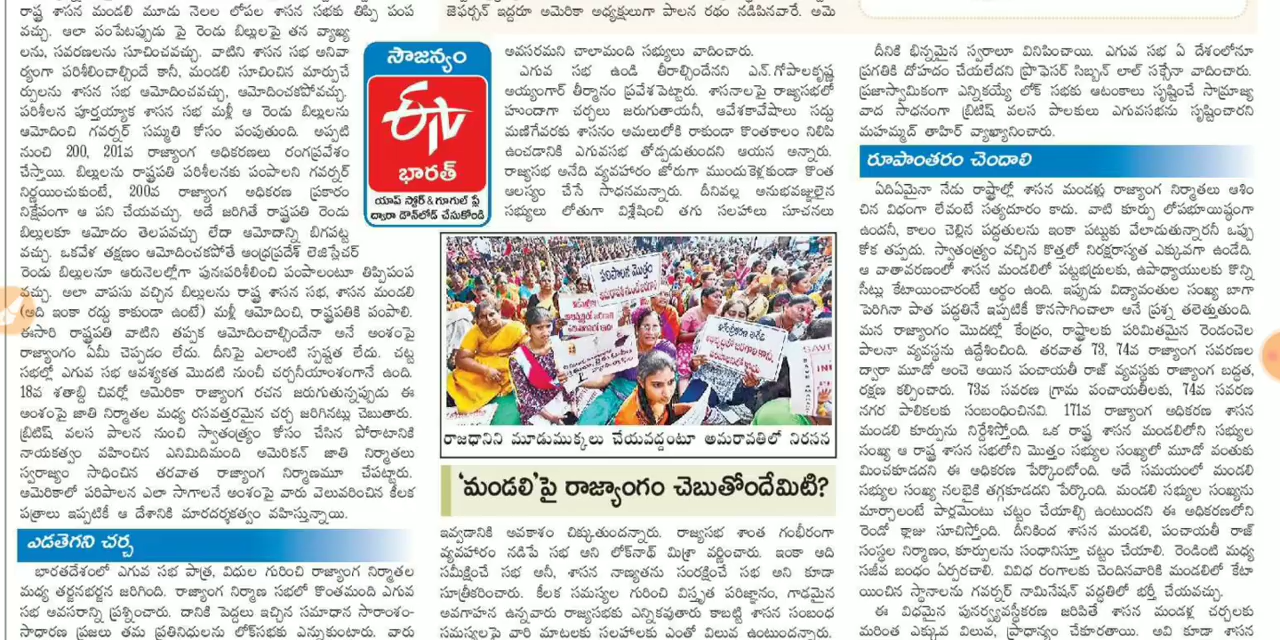 రాష్ట్ర శాసన మండలి మూడు నెలల లోపల శాసన సభకు తిప్పి పంప
వచ్చు. ఆలా పంపేటప్పుడు పై రెండు బిల్లులపై తన వ్యాఖ్య
లను, సవరణలను సూచించవచ్చు. వాటిని శాసన సభ అనివా
ర్యంగా పరిశీలించాల్సిందే కానీ, మండలి సూచించిన మార్పుచే
ర్పులను శాసన సభ ఆమోదించవచ్చు, ఆమోదించకపోవచ్చు.
పరిశీలన పూర్తయ్యాక శాసన సభ మళ్లీ ఆ రెండు బిల్లులను
ఆమోదించి గవర్నర్ సమ్మతి కోసం పంపుతుంది. అప్పటి
నుంచి 200, 201వ రాజ్యాంగ అధికరణలు రంగప్రవేశం
చేస్తాయి. బిల్లులను రాష్ట్రపతి పరిశీలనకు పంపాలని గవర్నర్
నిర్ణయించుకుంటే, 200వ రాజ్యాంగ అధికరణ ప్రకారం
నిక్షేపంగా ఆ పని చేయవచ్చు. అదే జరిగితే రాష్ట్రపతి రెండు
బిల్లులకూ ఆమోదం తెలపవచ్చు లేదా ఆమోదాన్ని బిగవట్ట
వచ్చు. ఒకవేళ తక్షణం ఆమోదించకపోతే ఆంధ్రప్రదేశ్ లెజిస్లేచర్
రెండు బిల్లులనూ ఆరునెలల్లోగా పునఃపరిశీలించి పంపాలంటూ తిప్పిపంప
వచ్చు. అలా వాపసు వచ్చిన బిల్లులను రాష్ట్ర శాసన సభ, శాసన మండలి
(అది ఇంకా రద్దు కాకుండా ఉంటే) మళ్లీ ఆమోదించి, రాష్ట్రపతికి పంపాలి.
ఈసారి రాష్ట్రపతి వాటిని తప్పక ఆమోదించాల్సిందేనా అనే అంశంపై
రాజ్యాంగం ఏమీ చెప్పడం లేదు. దీనిపై ఎలాంటి స్పష్టత లేదు. చట్ట
సభల్లో ఎగువ సభ ఆవశ్యకత మొదటి నుంచీ చర్చనీయాంశంగానే ఉంది.
18వ శతాబ్ది చివర్లో అమెరికా రాజ్యాంగ రచన జరుగుతున్నప్పుడు ఈ
అంశంపై జాతి నిర్మాతల మధ్య రసవత్తరమైన చర్చ జరిగినట్లు చెబుతారు.
బ్రిటిష్ వలస పాలన నుంచి స్వాతంత్ర్యం కోసం చేసిన పోరాటానికి
నాయకత్వం వహించిన ఎనిమిదిమంది అమెరికన్ జాతి నిర్మాతలు
స్వరాజ్యం సాధించిన తరవాత రాజ్యాంగ నిర్మాణమూ చేపట్టారు.
అమెరికాలో పరిపాలన ఎలా సాగాలనే అంశంపై వారు వెలువరించిన కీలక
పత్రాలు ఇప్పటికీ ఆ దేశానికి మారదర్శకత్వం వహిస్తున్నాయి.
ఎడతెగని చర్చ
భారతదేశంలో ఎగువ సభ పాత్ర, విధుల గురించి రాజ్యాంగ నిర్మాతల
మధ్య తర్జనభర్జన జరిగింది. రాజ్యాంగ నిర్మాణ సభలో కొంతమంది ఎగువ
సభ అవసరాన్ని ప్రశ్నించారు. దానికి పెద్దలు ఇచ్చిన సమాధాన సారాంశం-
సాధారణ ప్రజలు తమ ప్రతినిధులను లోక్‌సభకు ఎన్నుకుంటారు. వారు
జెఫర్సన్ ఇద్దరూ అమెరికా అధ్యక్షులుగా పాలన రథం నడిపినవారే. అమె
సౌజన్యం
ETV
భారత్
యాప్ స్టోర్ & గూగుల్ ప్లే
ద్వారా డౌన్‌లోడ్ చేసుకోండి
అవసరమని చాలామంది సభ్యులు వాదించారు.
ఎగువ సభ ఉండి తీరాల్సిందేనని ఎన్.గోపాలకృష్ణ
అయ్యంగార్ తీర్మానం ప్రవేశపెట్టారు. శాసనాలపై రాజ్యసభలో
హుందాగా చర్చలు జరుగుతాయనీ, ఆవేశకావేషాలు సద్దు
మణిగేవరకు శాసనం అమలులోకి రాకుండా కొంతకాలం నిలిపి
ఉంచడానికి ఎగువసభ తోడ్పడుతుందని ఆయన అన్నారు.
రాజ్యసభ అనేది వ్యవహారం జోరుగా ముందుకెళ్లకుండా కొంత
ఆలస్యం చేసే సాధనమన్నారు. దీనివల్ల అనుభవజ్ఞులైన
సభ్యులు లోతుగా విశ్లేషించి తగు సలహాలు సూచనలు
రాజధానిని మూడుముక్కలు చేయవద్దంటూ అమరావతిలో నిరసన
'మండలి'పై రాజ్యాంగం చెబుతోందేమిటి?
ఇవ్వడానికి అవకాశం చిక్కుతుందన్నారు. రాజ్యసభ శాంత గంభీరంగా
వ్యవహారం నడిపే సభ అని లోక్‌నాథ్ మిశ్రా వర్ణించారు. ఇంకా అది
సమీక్షించే సభ అనీ, శాసన నాణ్యతను సంరక్షించే సభ అని కూడా
సూత్రీకరించారు. కీలక సమస్యల గురించి విస్తృత పరిజ్ఞానం, గాఢమైన
అవగాహన ఉన్నవారు రాజ్యసభకు ఎన్నికవుతారు కాబట్టి శాసన సంబంధ
సమస్యలపై వారి మాటలకు సలహాలకు ఎంతో విలువ ఉంటుందన్నారు.
దీనికి భిన్నమైన స్వరాలూ వినిపించాయి. ఎగువ సభ ఏ దేశంలోనూ
ప్రగతికి దోహదం చేయలేదని ప్రొఫెసర్ సిబ్బన్ లాల్ సక్సేనా వాదించారు.
ప్రజాస్వామికంగా ఎన్నికయ్యే లోక్ సభకు ఆటంకాలు సృష్టించే సామ్రాజ్య
వాద సాధనంగా బ్రిటిష్ వలస పాలకులు ఎగువసభను సృష్టించారని
మహమ్మద్ తాహిర్ వ్యాఖ్యానించారు.
రూపాంతరం చెందాలి
ఏదిఏమైనా నేడు రాష్ట్రాల్లో శాసన మండళ్లు రాజ్యాంగ నిర్మాతలు ఆశిం
చిన విధంగా లేవంటే సత్యదూరం కాదు. వాటి కూర్పు లోపభూయిష్టంగా
ఉందనీ, కాలం చెల్లిన పద్ధతులను ఇంకా పట్టుకు వేలాడుతున్నారనీ ఒప్పు
కోక తప్పదు. స్వాతంత్ర్యం వచ్చిన కొత్తలో నిరక్షరాస్యత ఎక్కువగా ఉండేది.
ఆ వాతావరణంలో శాసన మండలిలో పట్టభద్రులకు, ఉపాధ్యాయులకు కొన్ని
సీట్లు కేటాయించారంటే అర్థం ఉంది. ఇప్పుడు విద్యావంతుల సంఖ్య బాగా
పెరిగినా పాత పద్ధతినే ఇప్పటికీ కొనసాగించాలా అనే ప్రశ్న తలెత్తుతుంది.
మన రాజ్యాంగం మొదట్లో కేంద్రం, రాష్ట్రాలకు పరిమితమైన రెండంచెల
పాలనా వ్యవస్థను ఉద్దేశించింది. తరవాత 73, 74వ రాజ్యాంగ సవరణల
ద్వారా మూడో అంచె అయిన పంచాయతీ రాజ్ వ్యవస్థకు రాజ్యాంగ బద్ధత,
రక్షణ కల్పించారు. 73వ సవరణ గ్రామ పంచాయతీలకు, 74వ సవరణ
నగర పాలికలకు సంబంధించినవి. 171వ రాజ్యాంగ అధికరణ శాసన
మండలి కూర్పును నిర్దేశిస్తోంది. ఒక రాష్ట్ర శాసన మండలిలోని సభ్యుల
సంఖ్య ఆ రాష్ట్ర శాసన సభలోని మొత్తం సభ్యుల సంఖ్యలో మూడో వంతుకు
మించకూడదని ఈ అధికరణ పేర్కొంటోంది. అదే సమయంలో మండలి
సభ్యుల సంఖ్య నలభైకి తగ్గకూడదని పేర్కొంది. మండలి సభ్యుల సంఖ్యను
మార్చాలంటే పార్లమెంటు చట్టం చేయాల్సి ఉంటుందని ఈ అధికరణలోని
రెండో క్లాజు సూచిస్తోంది. దీనికింద శాసన మండలి, పంచాయతీ రాజ్
సంస్థల నిర్మాణం, కూర్పులను సంధానిస్తూ చట్టం చేయాలి. రెండింటి మధ్య
సజీవ బంధం ఏర్పరచాలి. వివిధ రంగాలకు చెందినవారికి మండలిలో కేటా
యించిన స్థానాలను గవర్నర్ నామినేషన్ పద్ధతిలో భర్తీ చేయవచ్చు.
ఈ విధమైన పునర్వ్యవస్థీకరణ జరిపితే శాసన మండళ్ల చర్చలకు
మరింత ఎక్కువ విలువ, ప్రాధాన్యం చేకూరతాయి. అవి కూడా శాసన